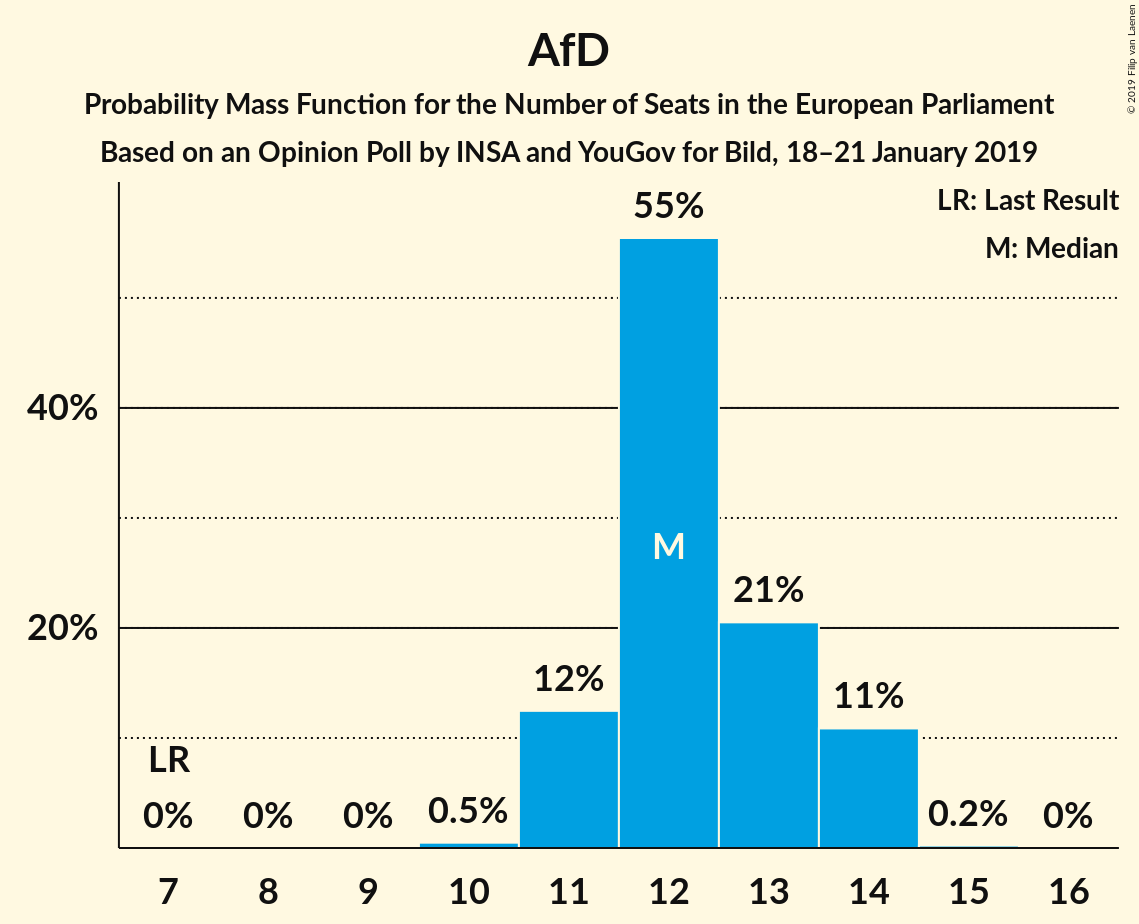 AfD
Probability Mass Function for the Number of Seats in the European Parliament
Based on an Opinion Poll by INSA and YouGov for Bild, 18–21 January 2019
© 2019 Filip van Laenen
LR: Last Result
M: Median
55%
40%
M
21%
20%
12%
11%
LR
0%
0%
0%
0.5%
0.2%
0%
7
8
9
10
11
12
13
14
15
16